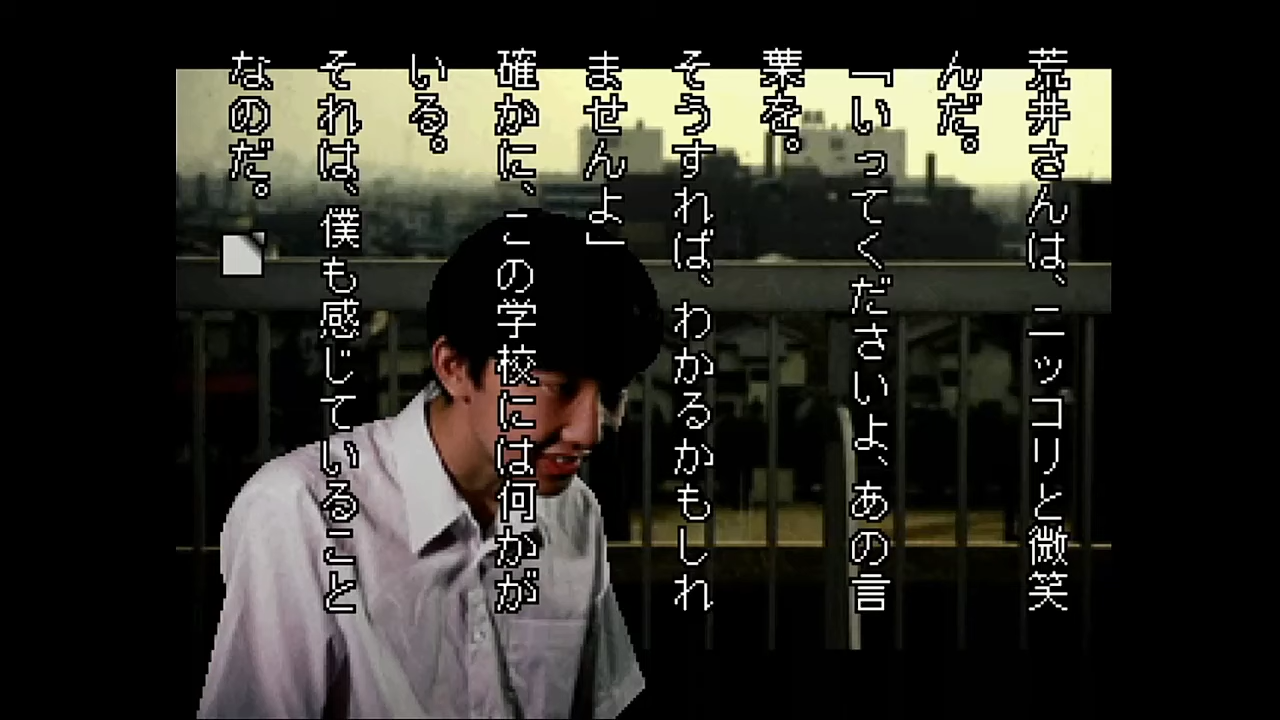 荒井さんは、ニッコリと微笑
んだ。
「いってくださいよ、あの言
葉を。
そうすれば、わかるかもしれ
ませんよ」
確かに、この学校には何かが
いる。
それは、僕も感じていること
なのだ。